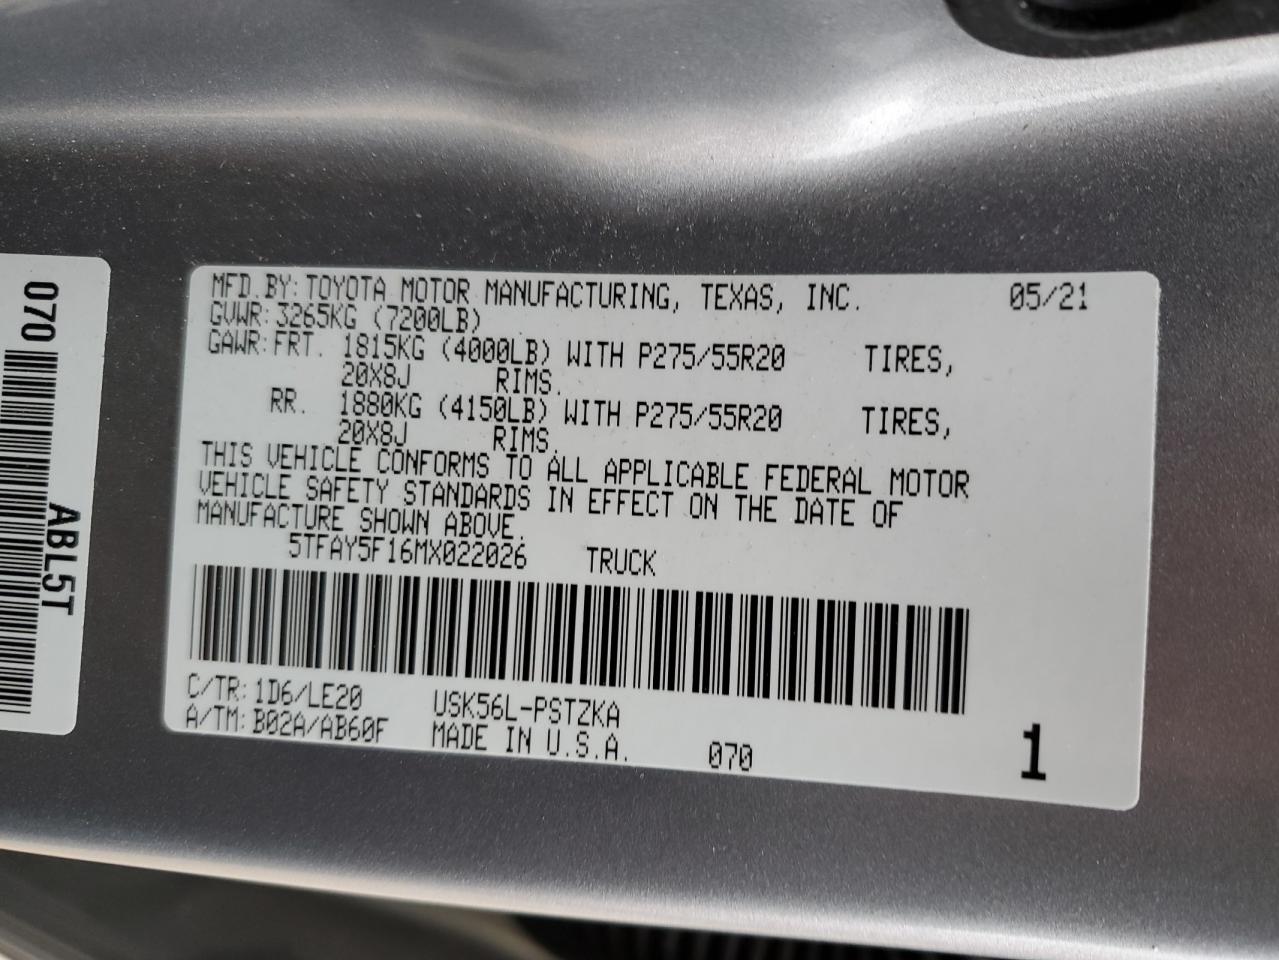 MFD. BY: TOYOTA MOTOR MANUFACTURING, TEXAS, INC. 05/21
GVWR: 3265KG (7200LB)
GAWR: FRT. 1815KG (4000LB) WITH P275/55R20 TIRES,
20X8J RIMS.
RR. 1880KG (4150LB) WITH P275/55R20 TIRES,
20X8J RIMS.
THIS VEHICLE CONFORMS TO ALL APPLICABLE FEDERAL MOTOR
VEHICLE SAFETY STANDARDS IN EFFECT ON THE DATE OF
MANUFACTURE SHOWN ABOVE.
5TFAY5F16MX022026 TRUCK
C/TR: 1D6/LE20 USK56L-PSTZKA
A/TM: B02A/AB60F MADE IN U.S.A. 070 1
070 ABL5T